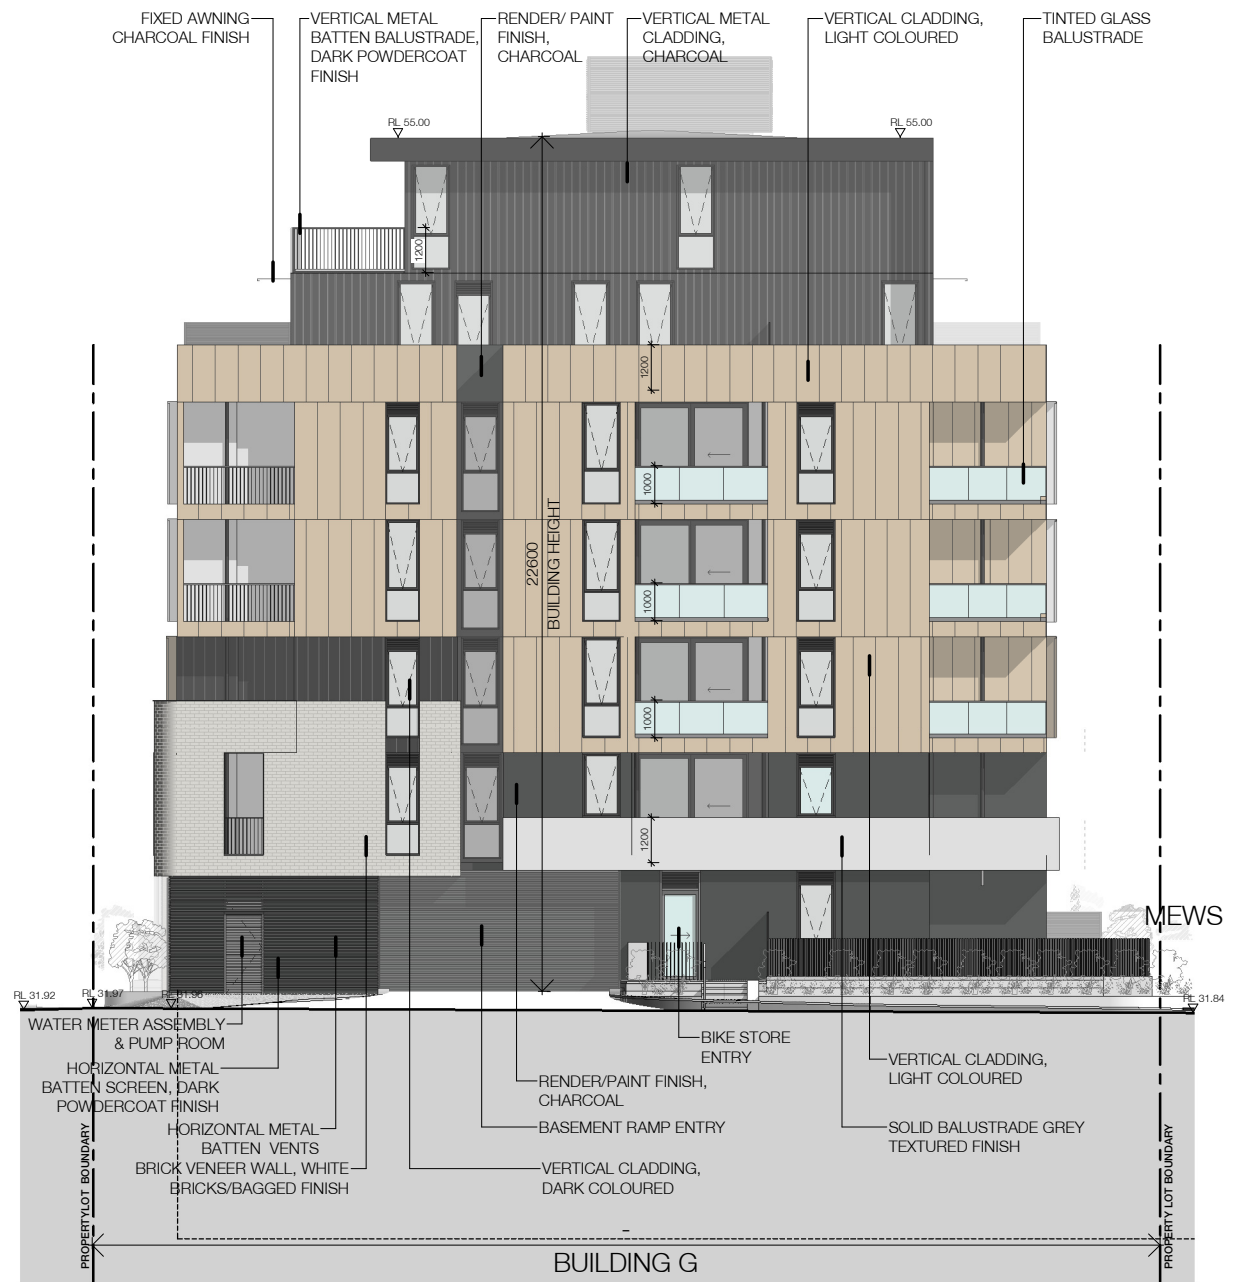 FIXED AWNING
CHARCOAL FINISH
VERTICAL METAL
BATTEN BALUSTRADE,
DARK POWDERCOAT
FINISH
RENDER/ PAINT
FINISH,
CHARCOAL
VERTICAL METAL
CLADDING,
CHARCOAL
VERTICAL CLADDING,
LIGHT COLOURED
TINTED GLASS
BALUSTRADE
RL 55.00
RL 55.00
1200
1200
1000
22600
BUILDING HEIGHT
1000
1000
1200
MEWS
RL 31.92
RL 31.97
RL 31.96
RL 31.84
WATER METER ASSEMBLY
& PUMP ROOM
HORIZONTAL METAL
BATTEN SCREEN, DARK
POWDERCOAT FINISH
HORIZONTAL METAL
BATTEN VENTS
BRICK VENEER WALL, WHITE
BRICKS/BAGGED FINISH
BIKE STORE
ENTRY
RENDER/PAINT FINISH,
CHARCOAL
BASEMENT RAMP ENTRY
VERTICAL CLADDING,
DARK COLOURED
VERTICAL CLADDING,
LIGHT COLOURED
SOLID BALUSTRADE GREY
TEXTURED FINISH
PROPERTY LOT BOUNDARY
PROPERTY LOT BOUNDARY
BUILDING G